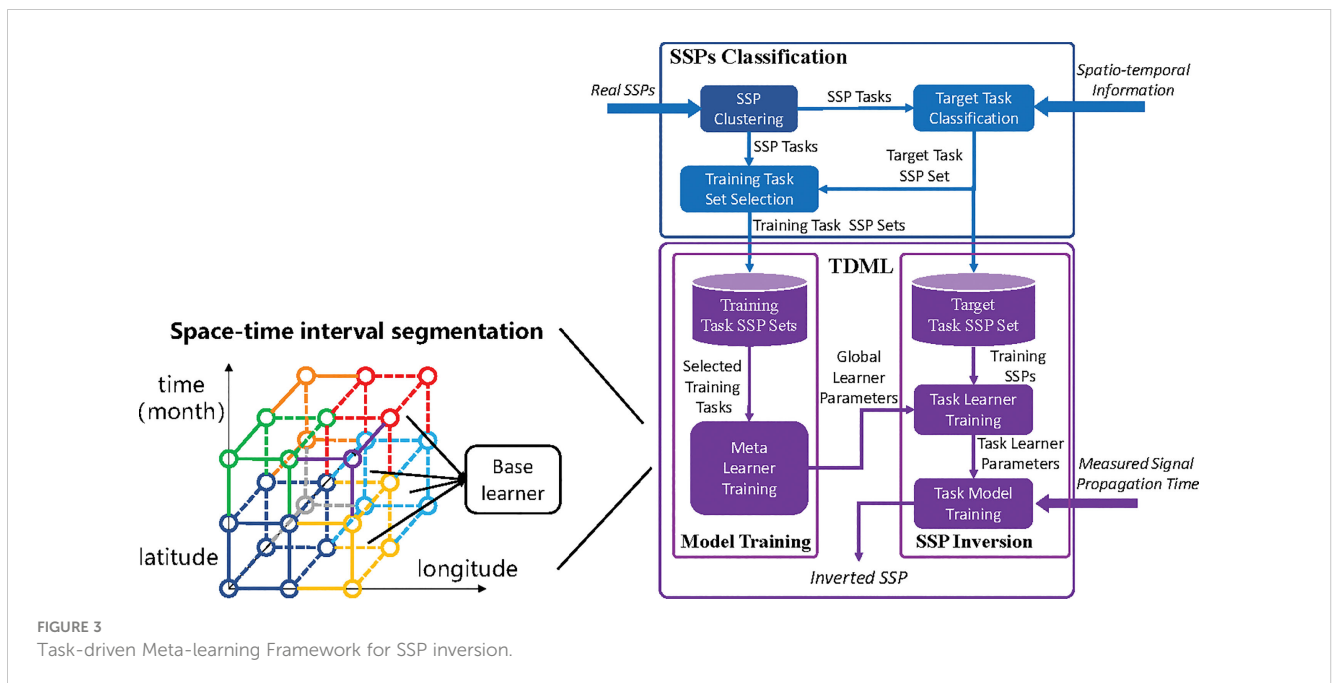 SSPs Classification
Real SSPs
Spatio-temporal
Information
SSP
Clustering
SSP Tasks
Target Task
Classification
SSP Tasks
Target Task
SSP Set
Training Task
Set Selection
Training Task SSP Sets
TDML
Training
Task SSP Sets
Target
Task SSP Set
Selected
Training
Tasks
Global
Learner
Parameters
Training
SSPs
Task Learner
Training
Meta
Learner
Training
Task Learner
Parameters
Measured Signal
Propagation Time
Task Model
Training
Model Training
SSP Inversion
Inverted SSP
Space-time interval segmentation
time
(month)
Base
learner
latitude
longitude
FIGURE 3
Task-driven Meta-learning Framework for SSP inversion.